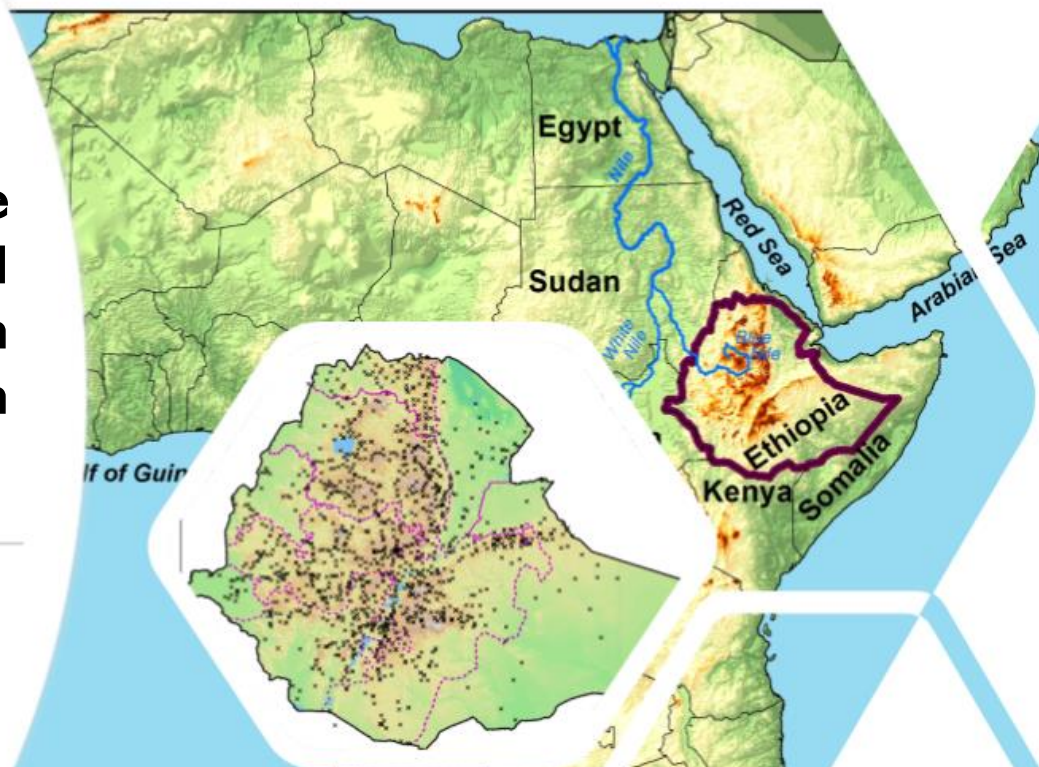 Egypt
Nile
Red Sea
Sudan
Arabian Sea
White
Nile
Blue
Nile
Ethiopia
Somalia
Kenya
lf of Guin